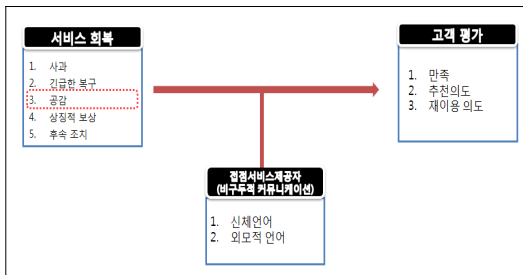 서비스 회복
1. 사과
2. 긴급한 복구
3. 공감
4. 상징적 보상
5. 후속 조치
고객 평가
1. 만족
2. 추천의도
3. 재이용 의도
접점서비스제공자
(비구두적 커뮤니케이션)
1. 신체언어
2. 외모적 언어